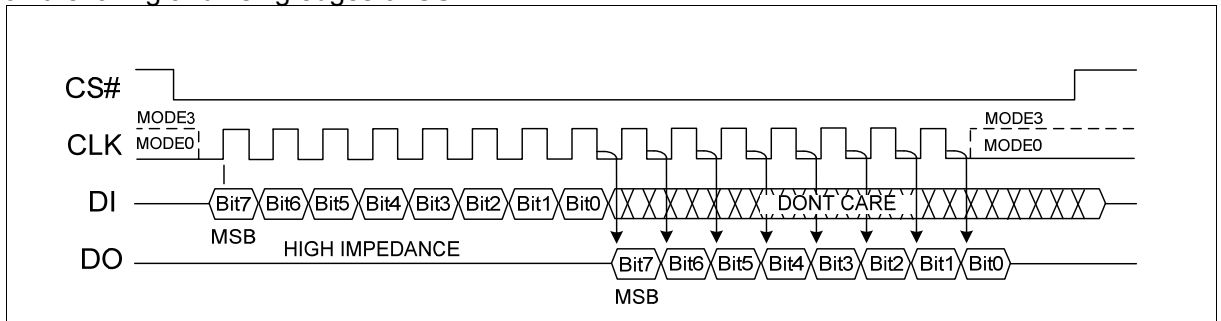 CS#
MODE3
MODE3
CLK
MODE0
MODE0
DI
Bit7 Bit6 Bit5 Bit4 Bit3 Bit2 Bit1 Bit0
DONT CARE
MSB
HIGH IMPEDANCE
DO
Bit7 Bit6 Bit5 Bit4 Bit3 Bit2 Bit1 Bit0
MSB